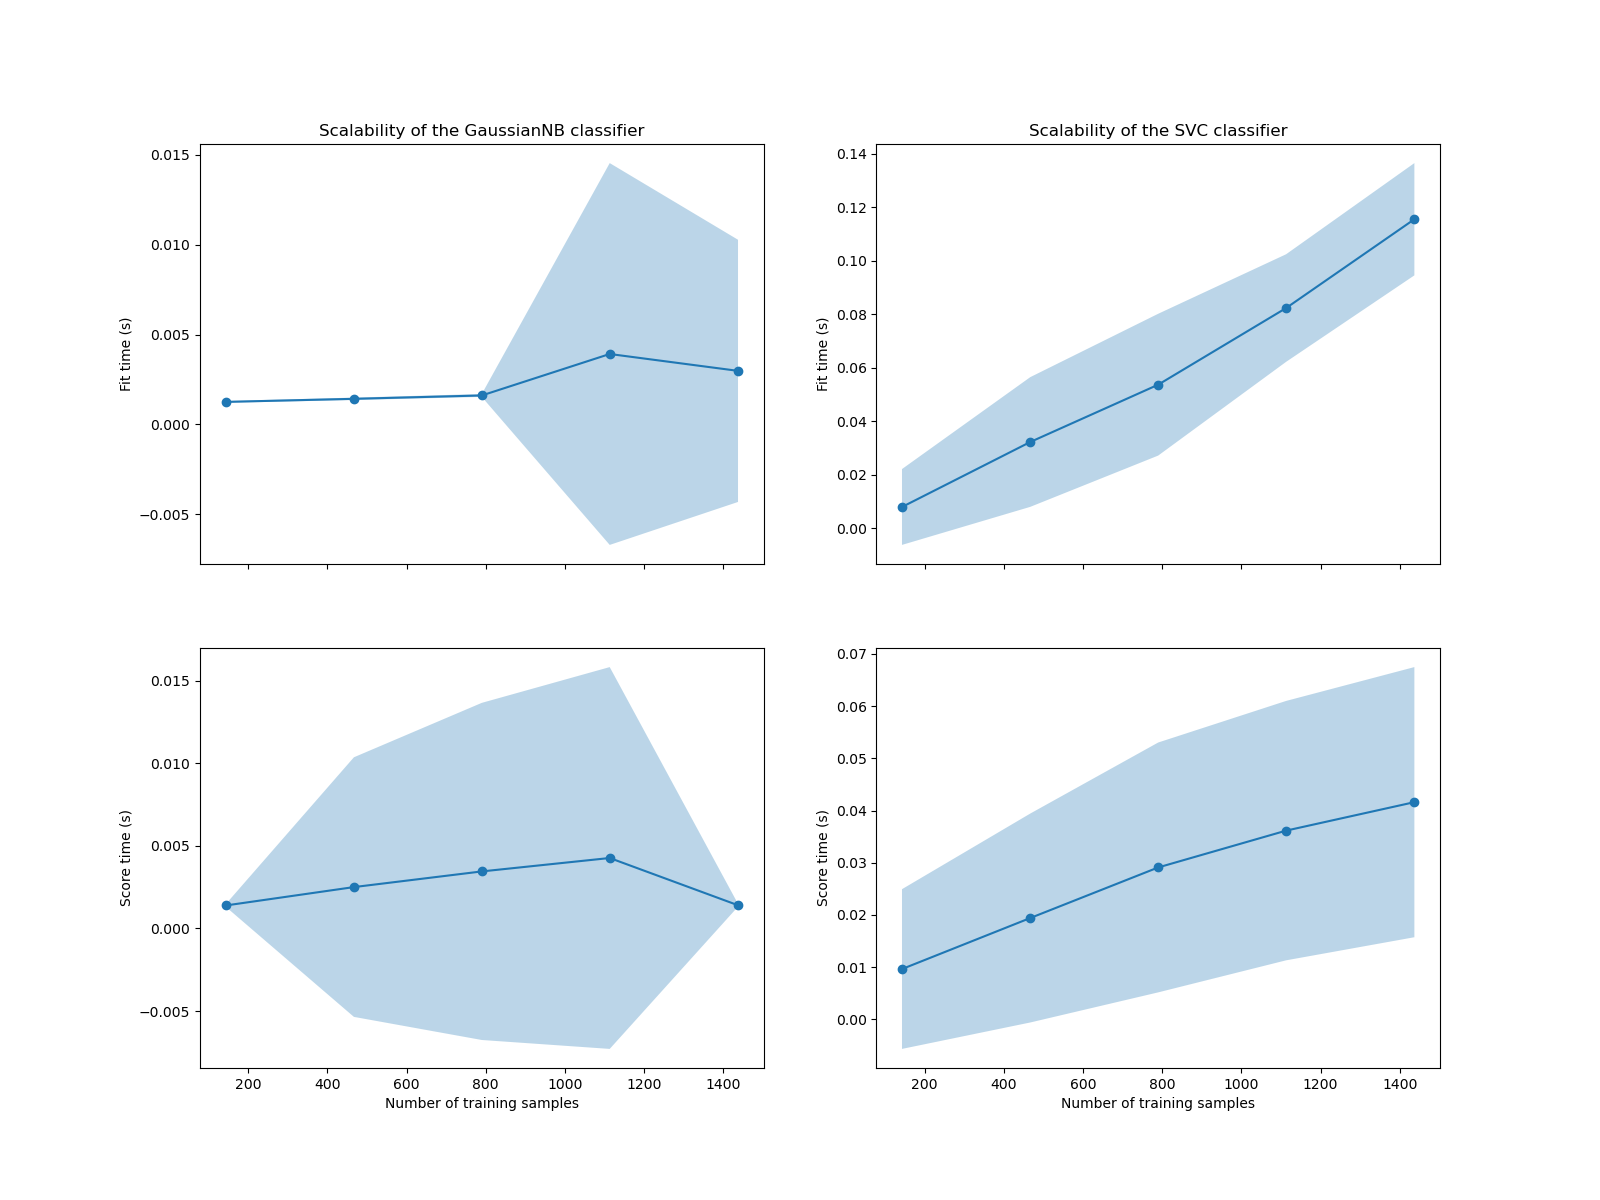 Scalability of the GaussianNB classifier
0.015
0.010
0.005
0.000
−0.005
Fit time (s)
Scalability of the SVC classifier
0.14
0.12
0.10
0.08
0.06
0.04
0.02
0.00
Fit time (s)
0.015
0.010
0.005
0.000
−0.005
Score time (s)
200 400 600 800 1000 1200 1400
Number of training samples
0.07
0.06
0.05
0.04
0.03
0.02
0.01
0.00
Score time (s)
200 400 600 800 1000 1200 1400
Number of training samples